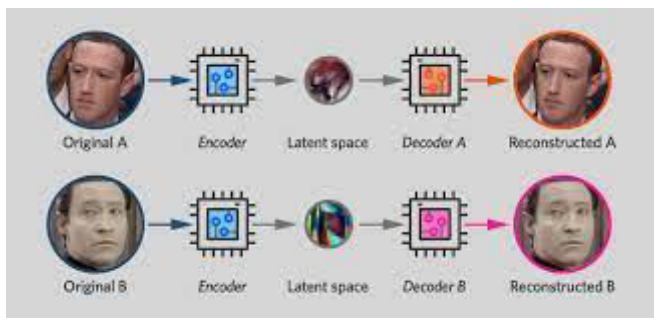 Original A
Encoder
Latent space
Decoder A
Reconstructed A
Original B
Encoder
Latent space
Decoder B
Reconstructed B